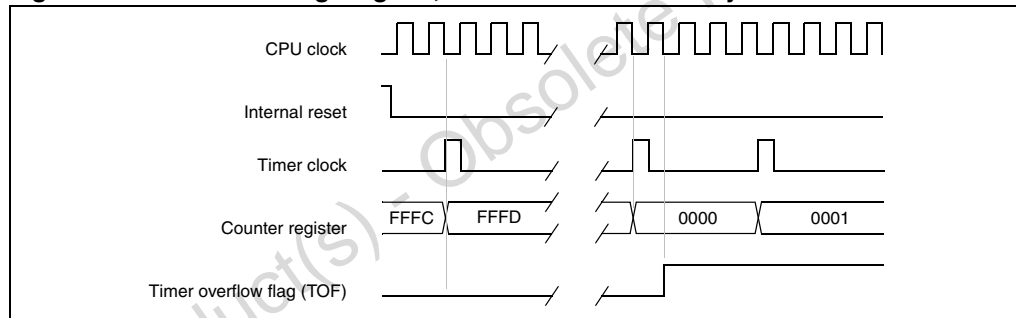 CPU clock
Internal reset
Timer clock
Counter register
FFFC
FFFD
0000
0001
Timer overflow flag (TOF)